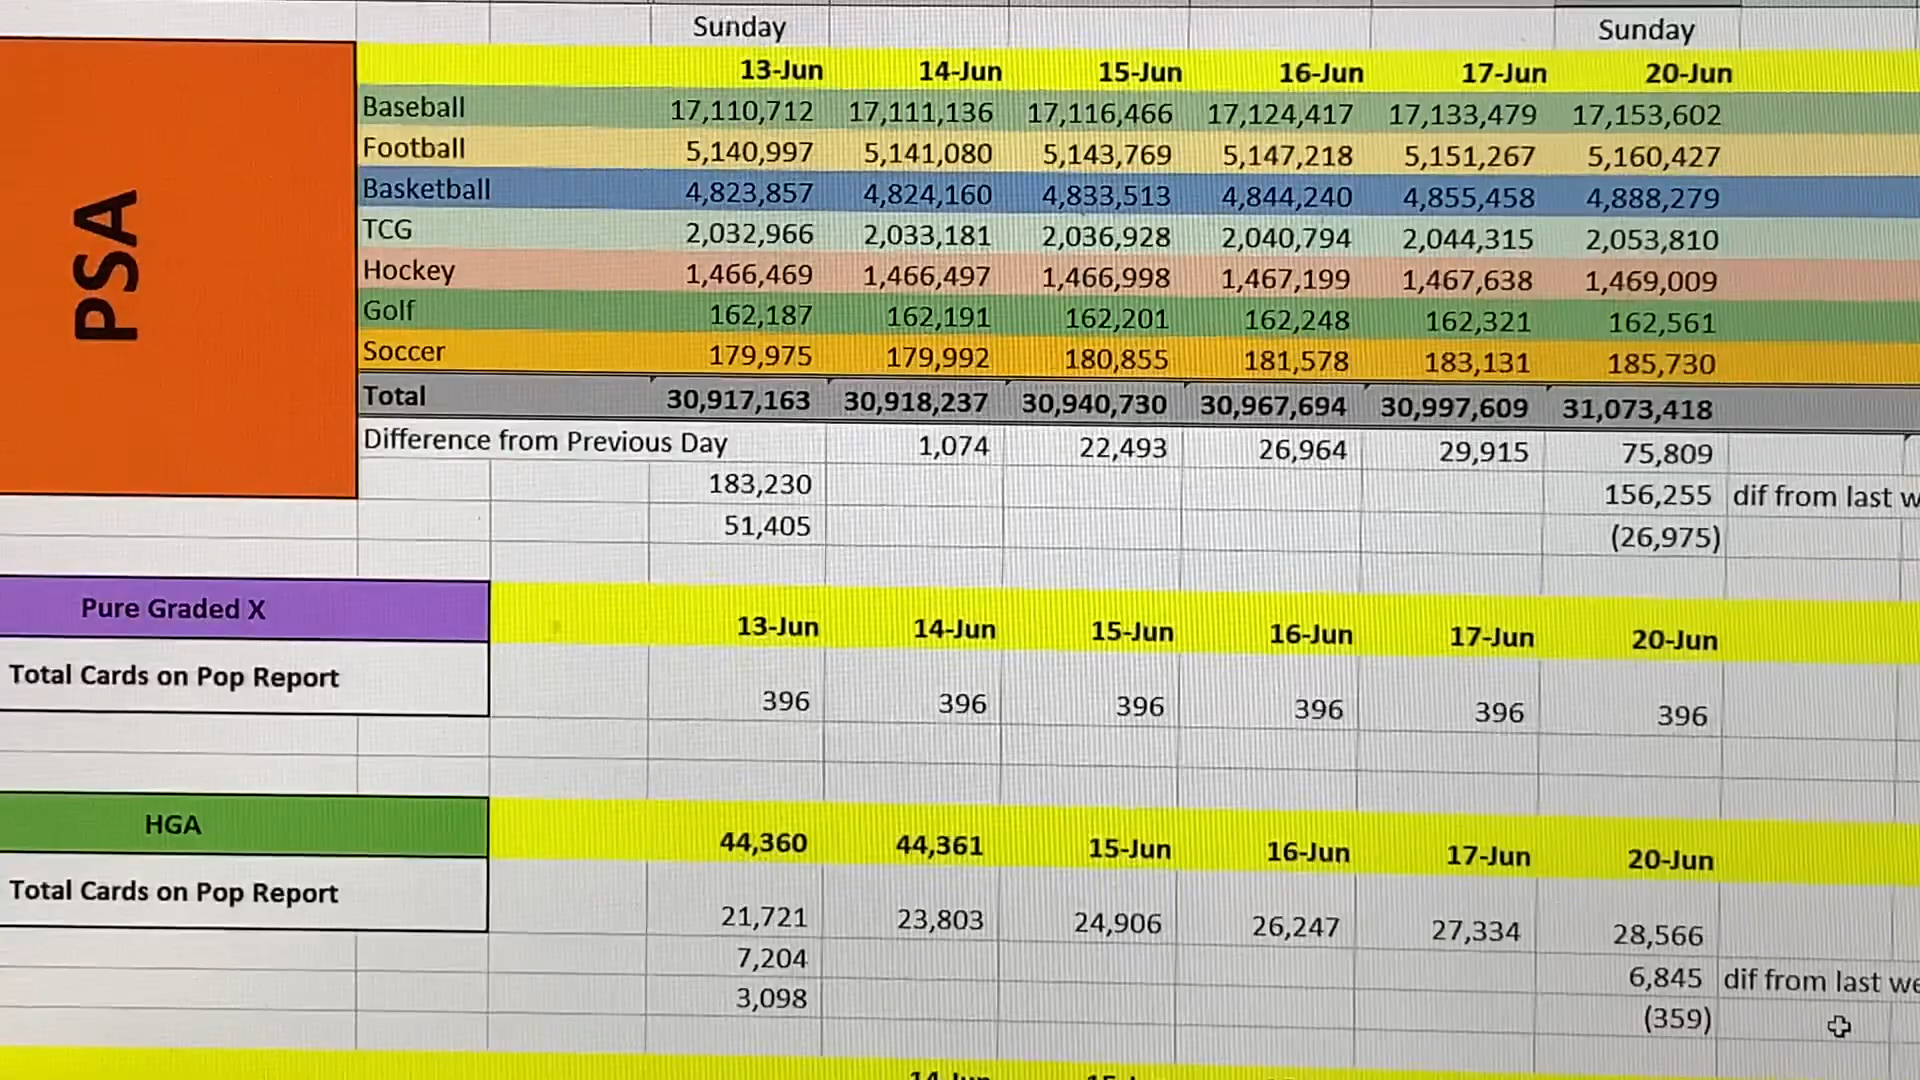 Sunday Sunday
13-Jun 14-Jun 15-Jun 16-Jun 17-Jun 20-Jun
PSA
Baseball 17,110,712 17,111,136 17,116,466 17,124,417 17,133,479 17,153,602
Football 5,140,997 5,141,080 5,143,769 5,147,218 5,151,267 5,160,427
Basketball 4,823,857 4,824,160 4,833,513 4,844,240 4,855,458 4,888,279
TCG 2,032,966 2,033,181 2,036,928 2,040,794 2,044,315 2,053,810
Hockey 1,466,469 1,466,497 1,466,998 1,467,199 1,467,638 1,469,009
Golf 162,187 162,191 162,201 162,248 162,321 162,561
Soccer 179,975 179,992 180,855 181,578 183,131 185,730
Total 30,917,163 30,918,237 30,940,730 30,967,694 30,997,609 31,073,418
Difference from Previous Day 1,074 22,493 26,964 29,915 75,809
183,230 156,255 dif from last w
51,405 (26,975)
Pure Graded X 13-Jun 14-Jun 15-Jun 16-Jun 17-Jun 20-Jun
Total Cards on Pop Report 396 396 396 396 396 396
HGA 44,360 44,361 15-Jun 16-Jun 17-Jun 20-Jun
Total Cards on Pop Report 21,721 23,803 24,906 26,247 27,334 28,566
7,204 6,845 dif from last we
3,098 (359)